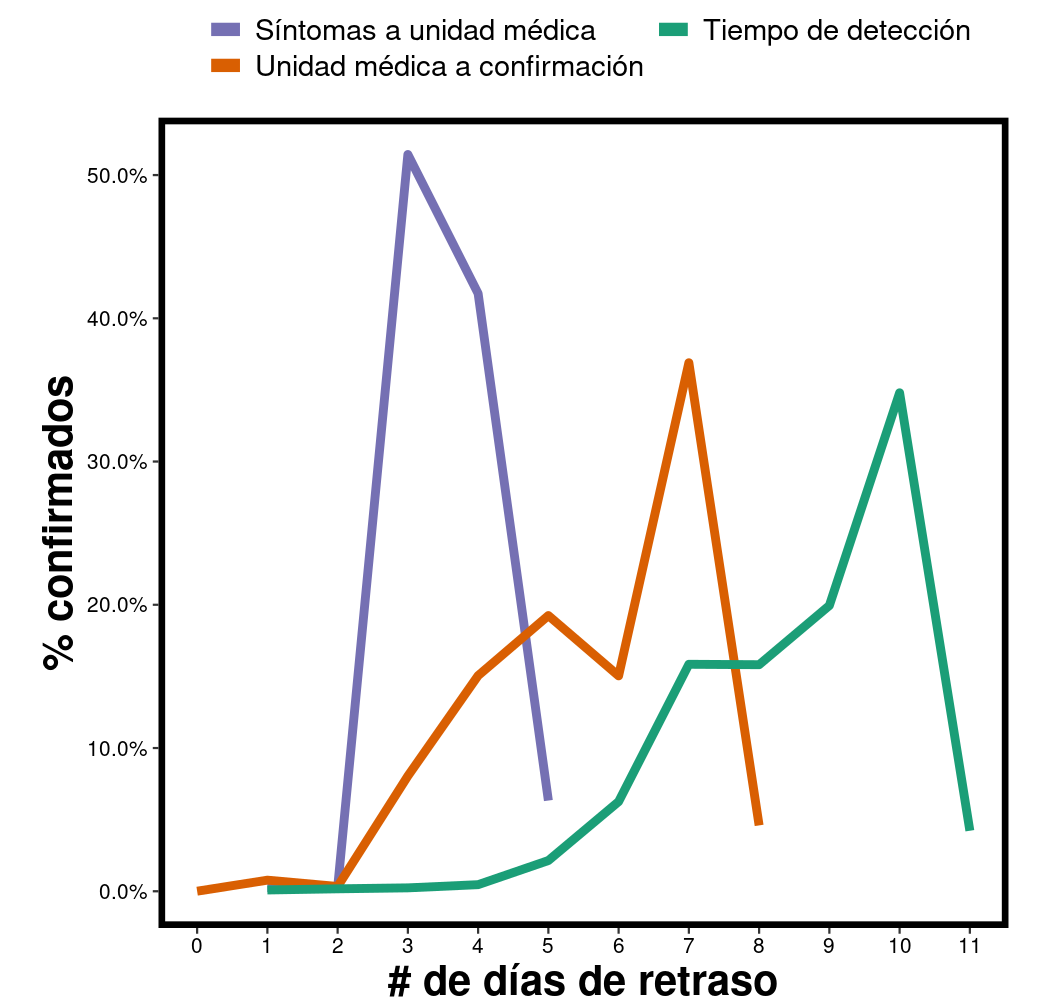 Síntomas a unidad médica
Tiempo de detección
Unidad médica a confirmación
50.0%
40.0%
30.0%
20.0%
10.0%
0.0%
% confirmados
0 1 2 3 4 5 6 7 8 9 10 11
# de días de retraso